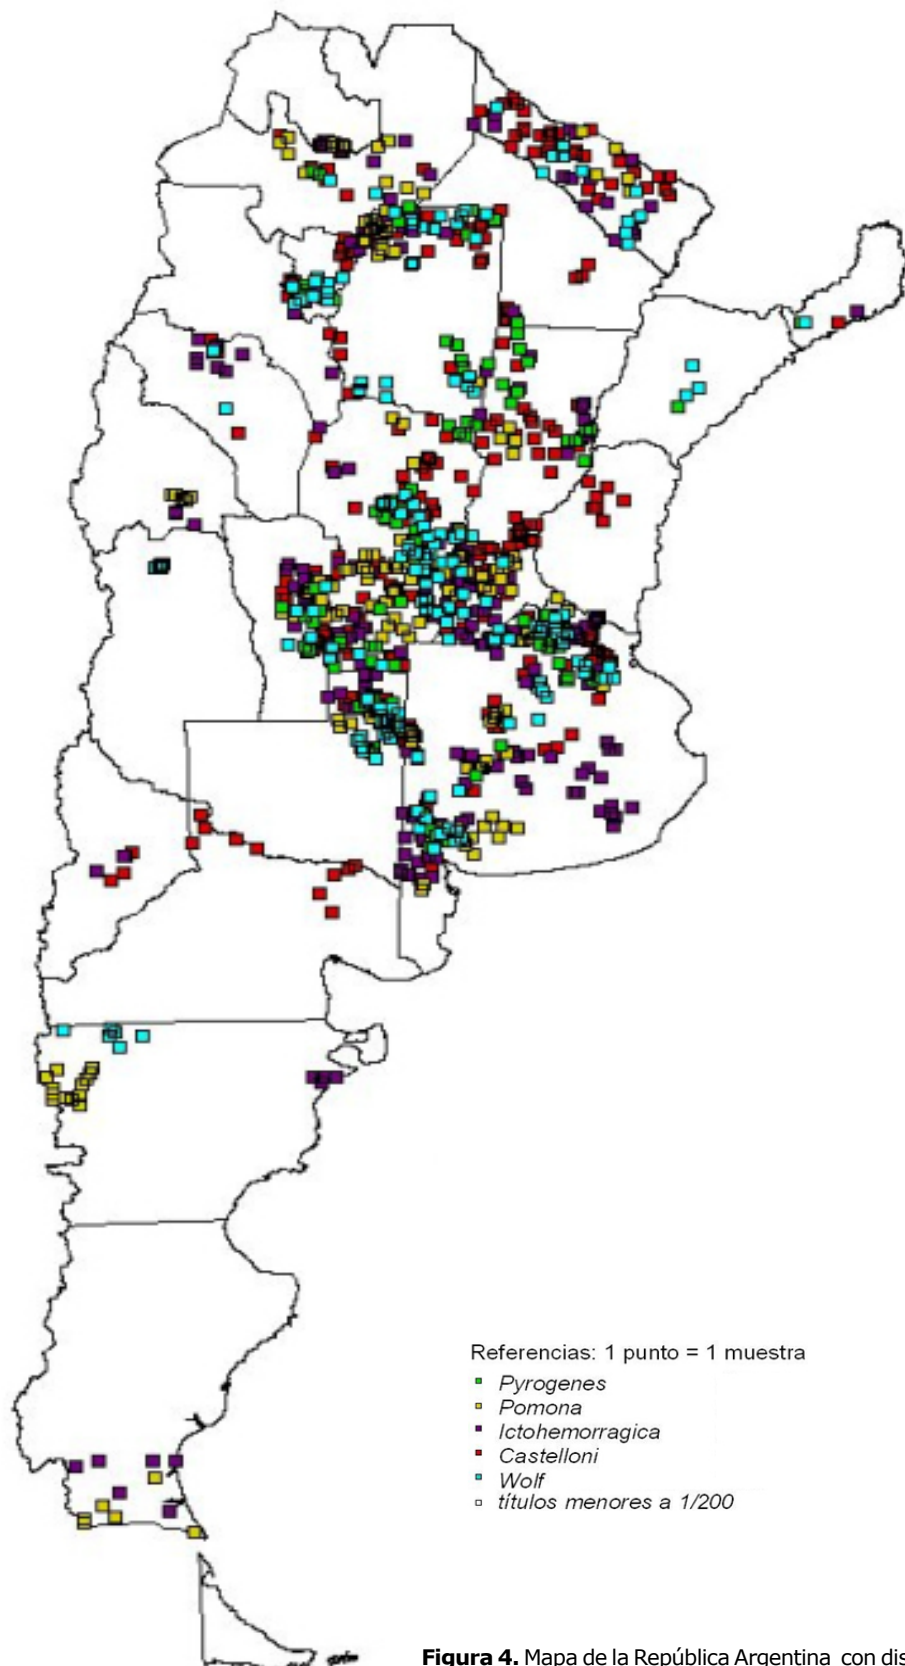 Referencias: 1 punto = 1 muestra
Pyrogenes
Pomona
Ictohemorragica
Castelloni
Wolf
títulos menores a 1/200
Figura 4. Mapa de la República Argentina con dis